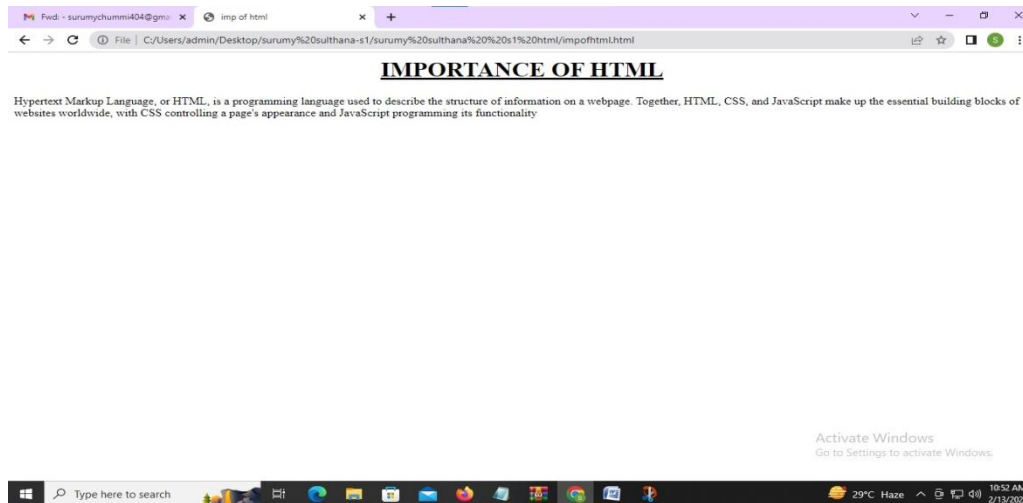 Fwd: - surumychummi404@gma
imp of html
File | C:/Users/admin/Desktop/surumy%20sulthana-s1/surumy%20sulthana%20%20s1%20html/impofhtml.html
S
IMPORTANCE OF HTML
Hypertext Markup Language, or HTML, is a programming language used to describe the structure of information on a webpage. Together, HTML, CSS, and JavaScript make up the essential building blocks of
websites worldwide, with CSS controlling a page's appearance and JavaScript programming its functionality
Activate Windows
Go to Settings to activate Windows.
Type here to search
29°C Haze
10:52 AM
2/13/202